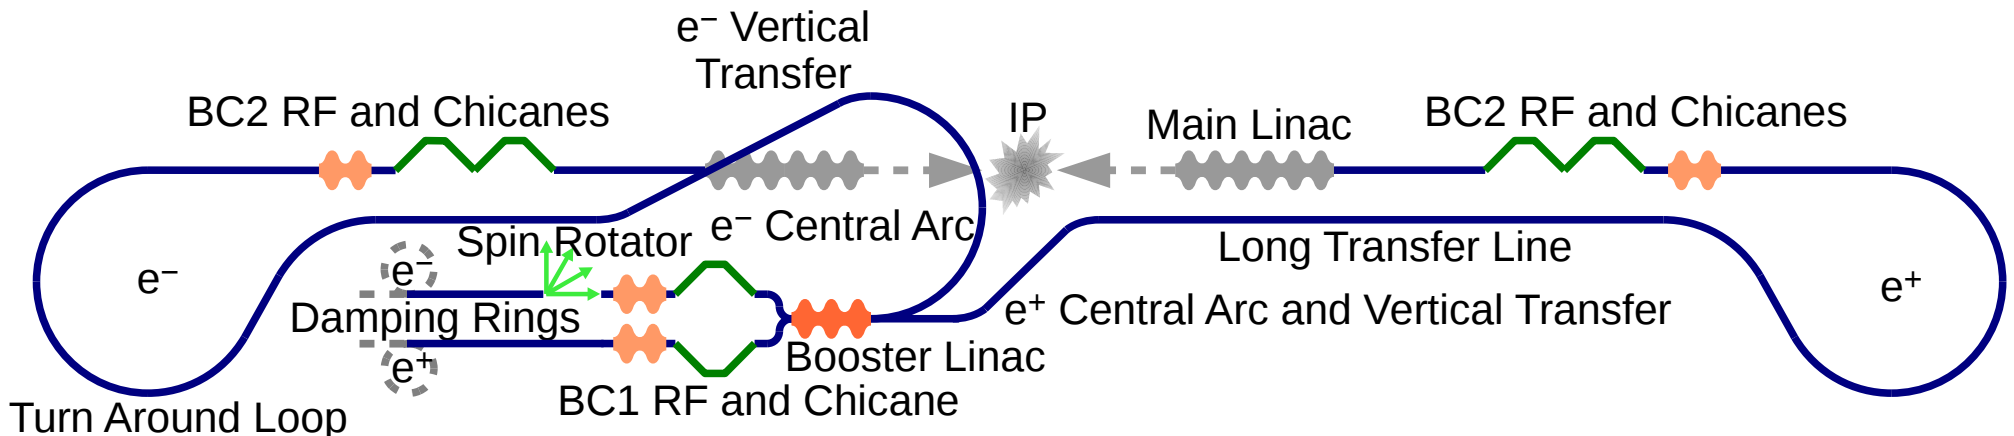 e⁻ Vertical
Transfer
BC2 RF and Chicanes
IP
Main Linac
BC2 RF and Chicanes
e⁻ Central Arc
Spin Rotator
Long Transfer Line
e⁻
e⁻
e⁺
Damping Rings
e⁺ Central Arc and Vertical Transfer
e⁺
Booster Linac
BC1 RF and Chicane
Turn Around Loop